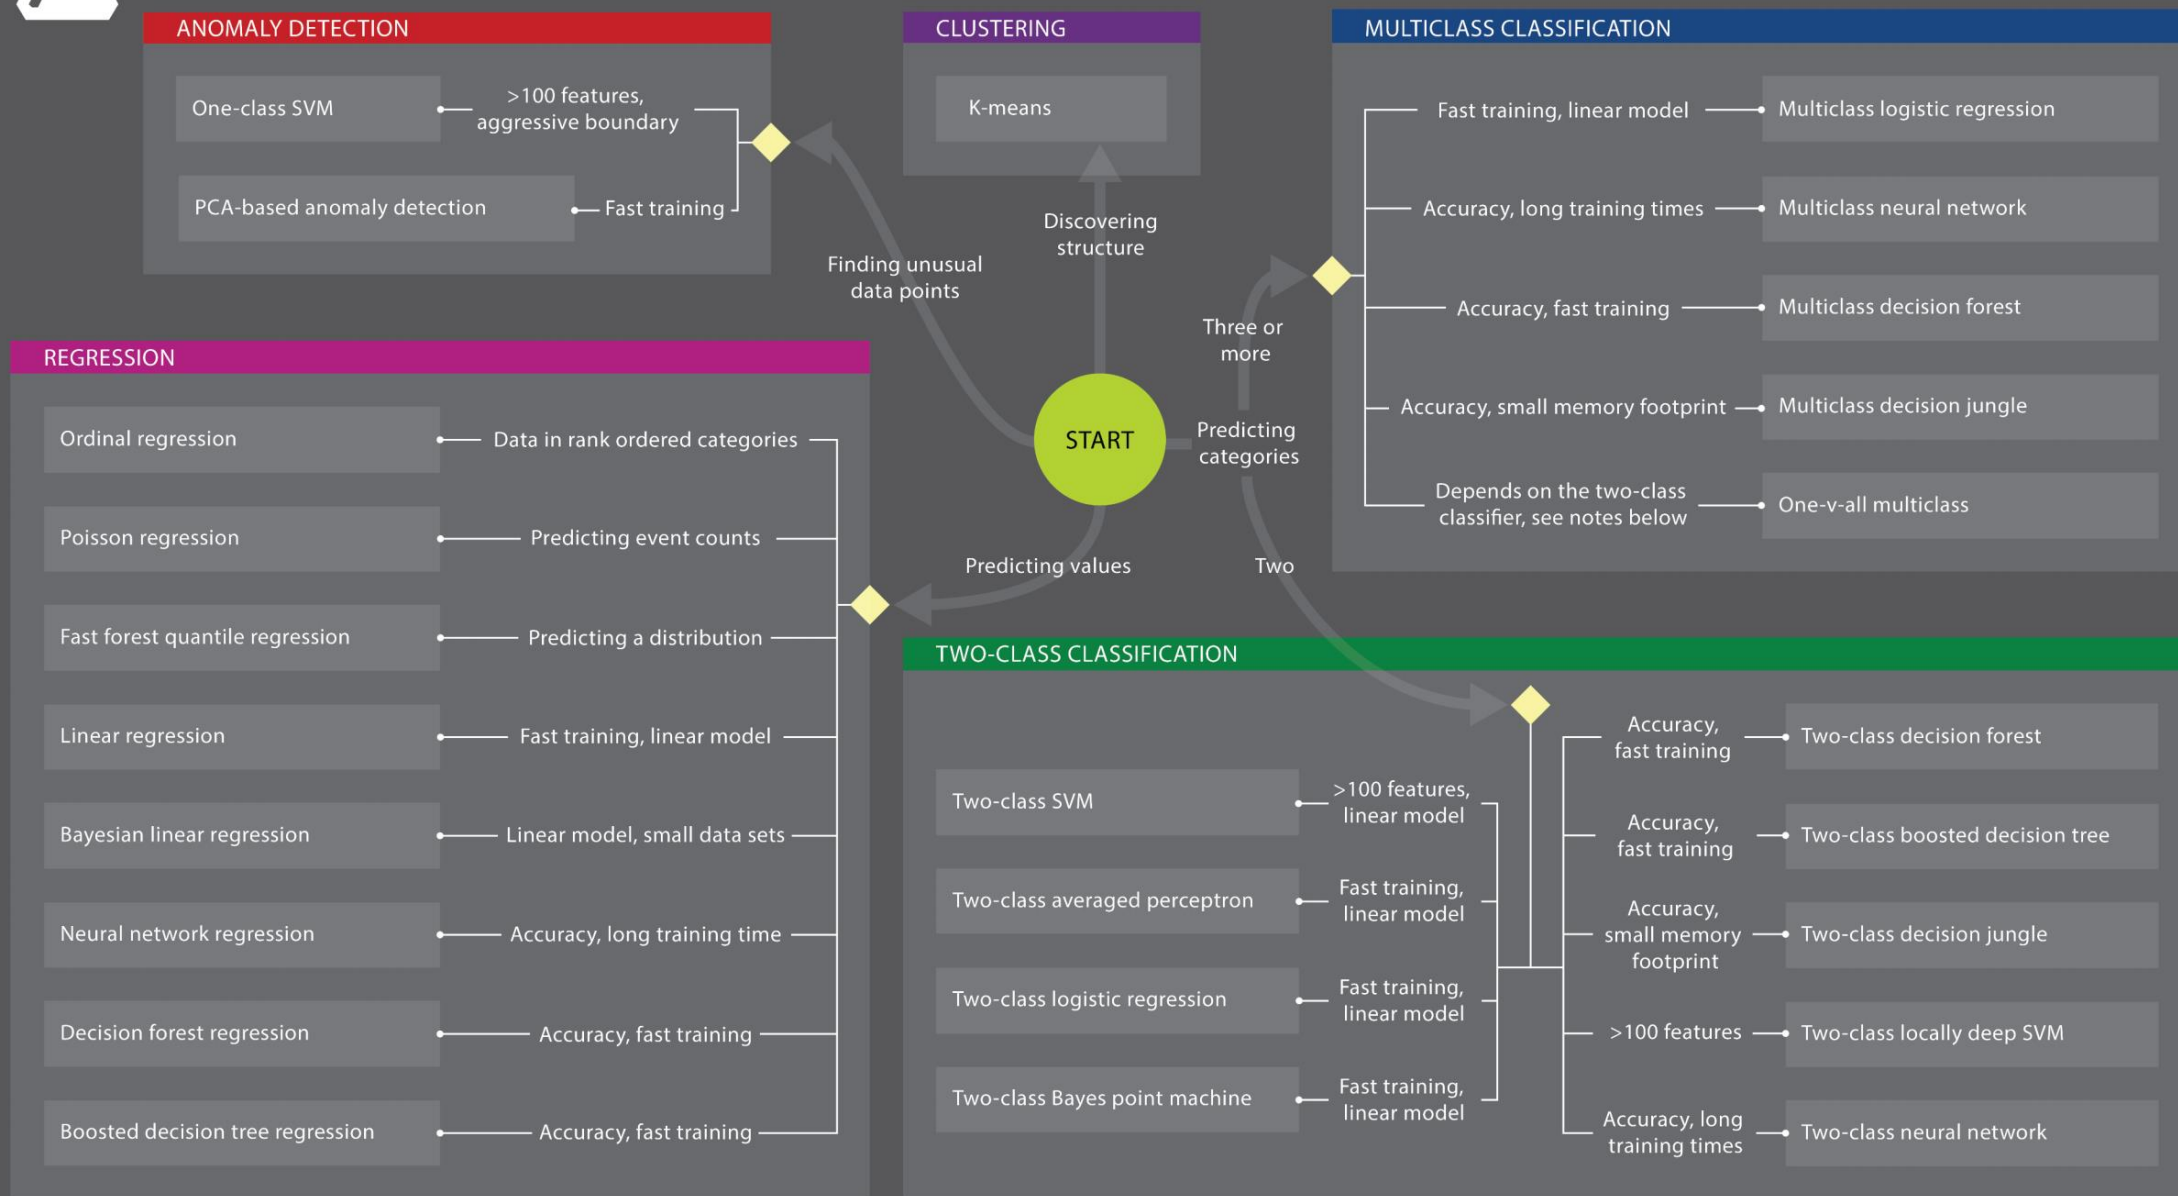 ANOMALY DETECTION
One-class SVM
>100 features,
aggressive boundary
PCA-based anomaly detection
Fast training
CLUSTERING
K-means
MULTICLASS CLASSIFICATION
Fast training, linear model
Multiclass logistic regression
Accuracy, long training times
Multiclass neural network
Accuracy, fast training
Multiclass decision forest
Accuracy, small memory footprint
Multiclass decision jungle
Depends on the two-class
classifier, see notes below
One-v-all multiclass
Finding unusual
data points
Discovering
structure
Three or
more
START
Predicting
categories
Predicting values
Two
REGRESSION
Ordinal regression
Data in rank ordered categories
Poisson regression
Predicting event counts
Fast forest quantile regression
Predicting a distribution
Linear regression
Fast training, linear model
Bayesian linear regression
Linear model, small data sets
Neural network regression
Accuracy, long training time
Decision forest regression
Accuracy, fast training
Boosted decision tree regression
Accuracy, fast training
TWO-CLASS CLASSIFICATION
Two-class SVM
>100 features,
linear model
Two-class averaged perceptron
Fast training,
linear model
Two-class logistic regression
Fast training,
linear model
Two-class Bayes point machine
Fast training,
linear model
Accuracy,
fast training
Two-class decision forest
Accuracy,
fast training
Two-class boosted decision tree
Accuracy,
small memory
footprint
Two-class decision jungle
>100 features
Two-class locally deep SVM
Accuracy, long
training times
Two-class neural network